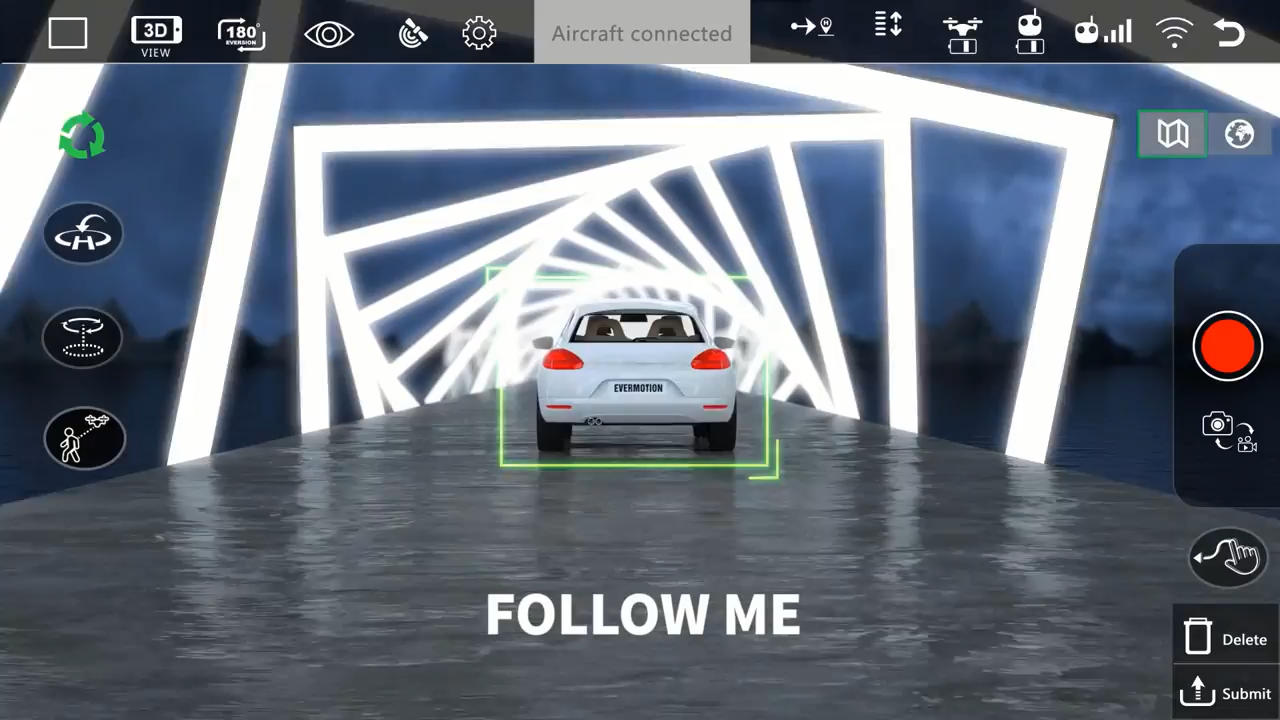 3D
VIEW
180°
EVERSION
Aircraft connected
H
H
EVERMOTION
FOLLOW ME
Delete
Submit